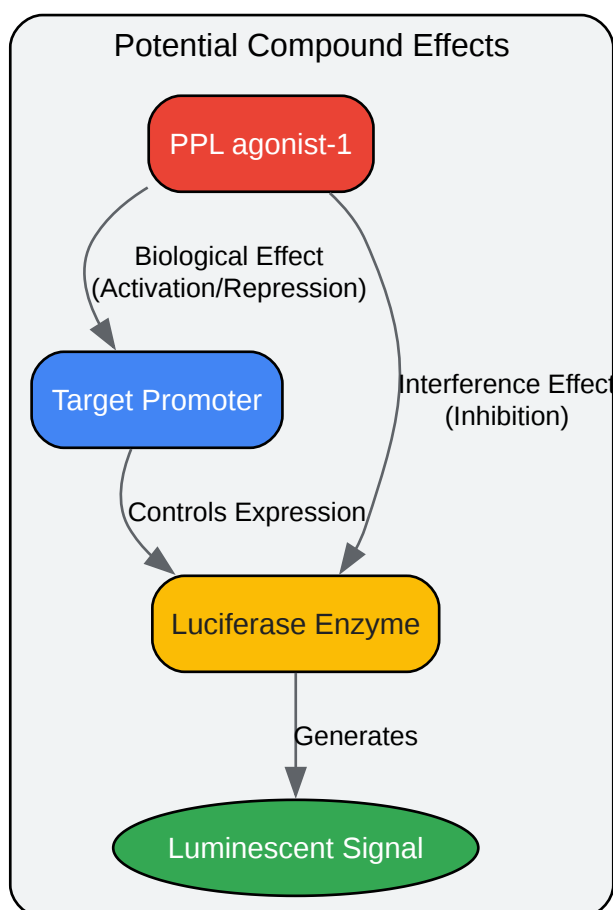 Potential Compound Effects
PPL agonist-1
Biological Effect
(Activation/Repression)
Target Promoter
Interference Effect
(Inhibition)
Controls Expression
Luciferase Enzyme
Generates
Luminescent Signal